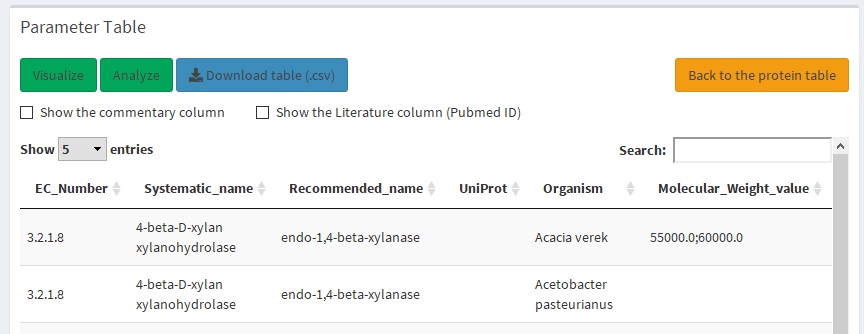 Parameter Table
Visualize Analyze Download table (.csv) Back to the protein table
Show the commentary column Show the Literature column (Pubmed ID)
Show 5 entries Search:
EC_Number Systematic_name Recommended_name UniProt Organism Molecular_Weight_value
3.2.1.8 4-beta-D-xylan xylanohydrolase endo-1,4-beta-xylanase Acacia verek 55000.0;60000.0
3.2.1.8 4-beta-D-xylan xylanohydrolase endo-1,4-beta-xylanase Acetobacter pasteurianus